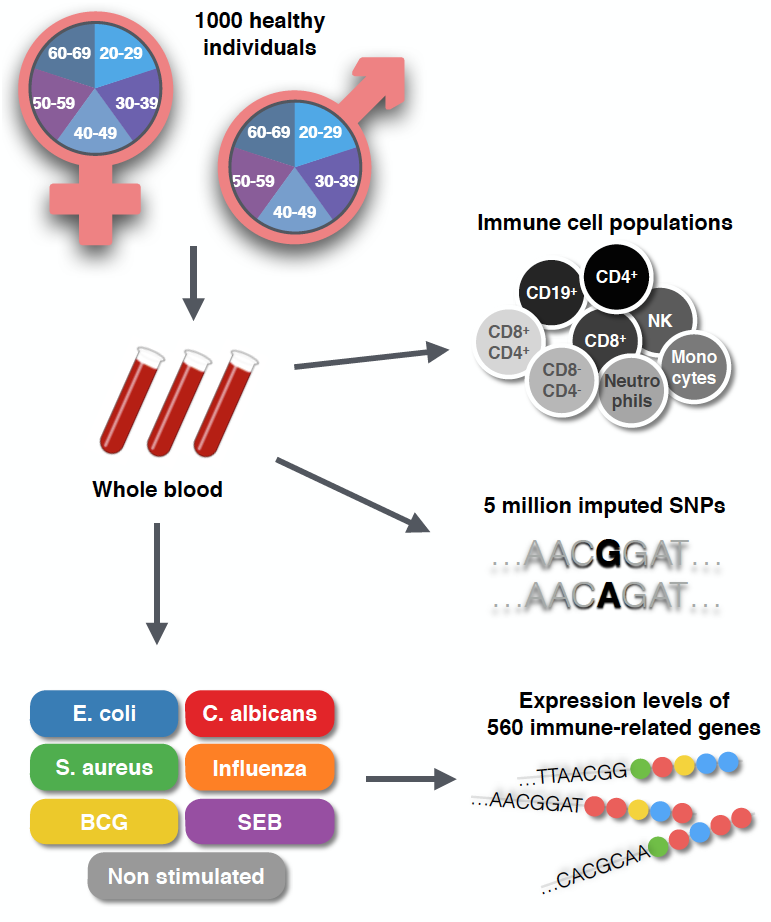 1000 healthy
individuals
60-69 20-29
50-59 30-39
40-49
60-69 20-29
50-59 30-39
40-49
Immune cell populations
CD4+
CD19+
NK
CD8+
CD4+
CD8+
Mono
cytes
CD8-
CD4-
Neutro
phils
Whole blood
5 million imputed SNPs
...AACGGAT...
...AACAGAT...
E. coli
C. albicans
S. aureus
Influenza
BCG
SEB
Non stimulated
Expression levels of
560 immune-related genes
...TTAACGG
...AACGGAT
...CACGCAA